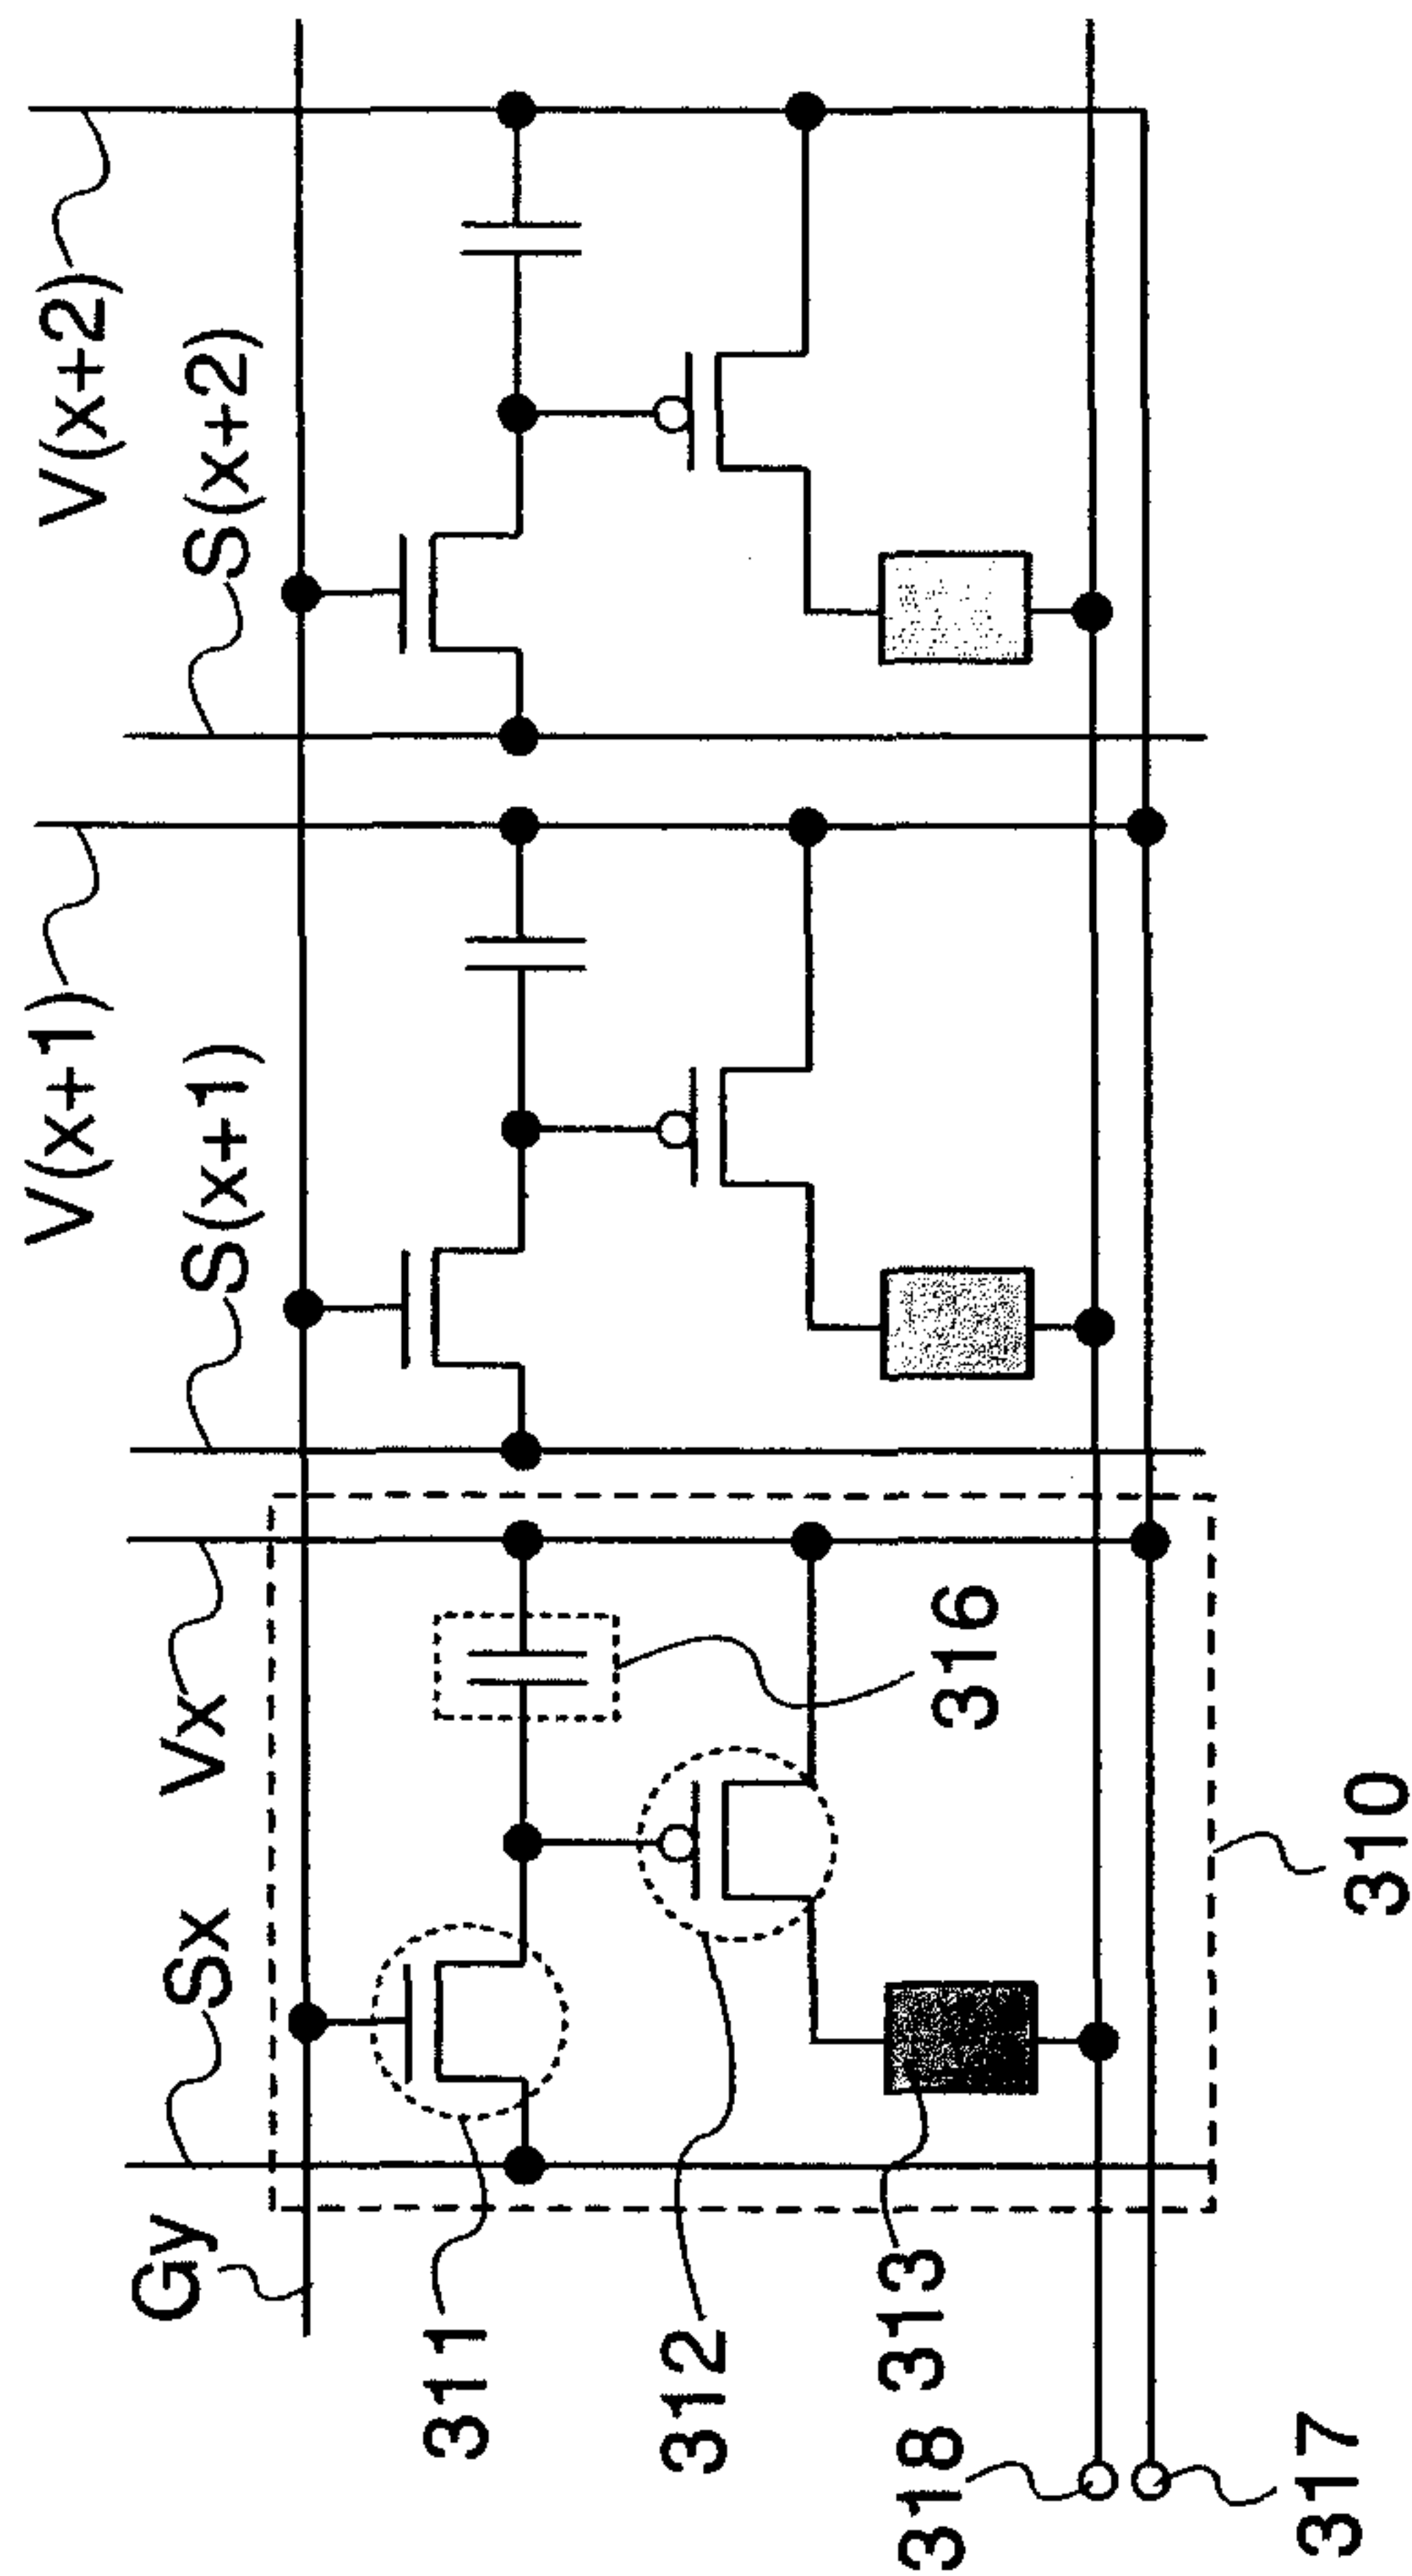 Gy
Sx
Vx
S(x+1)
V(x+1)
S(x+2)
V(x+2)
311
312
313
316
318
317
310